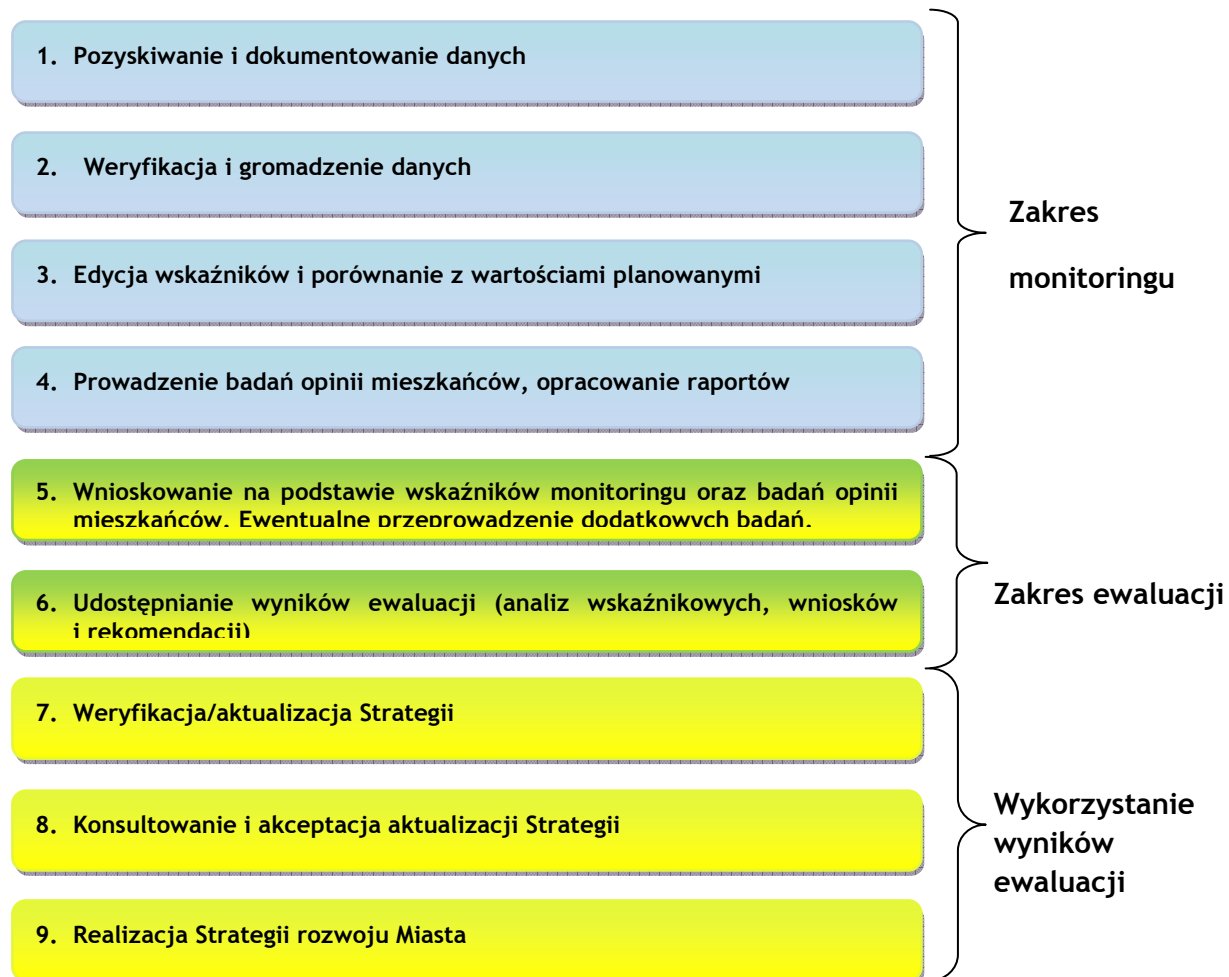 1. Pozyskiwanie i dokumentowanie danych
2. Weryfikacja i gromadzenie danych
3. Edycja wskaźników i porównanie z wartościami planowanymi
4. Prowadzenie badań opinii mieszkańców, opracowanie raportów
Zakres
monitoringu
5. Wnioskowanie na podstawie wskaźników monitoringu oraz badań opinii
mieszkańców. Ewentualne przeprowadzenie dodatkowych badań.
6. Udostępnianie wyników ewaluacji (analiz wskaźnikowych, wniosków
i rekomendacji)
Zakres ewaluacji
7. Weryfikacja/aktualizacja Strategii
8. Konsultowanie i akceptacja aktualizacji Strategii
9. Realizacja Strategii rozwoju Miasta
Wykorzystanie
wyników
ewaluacji